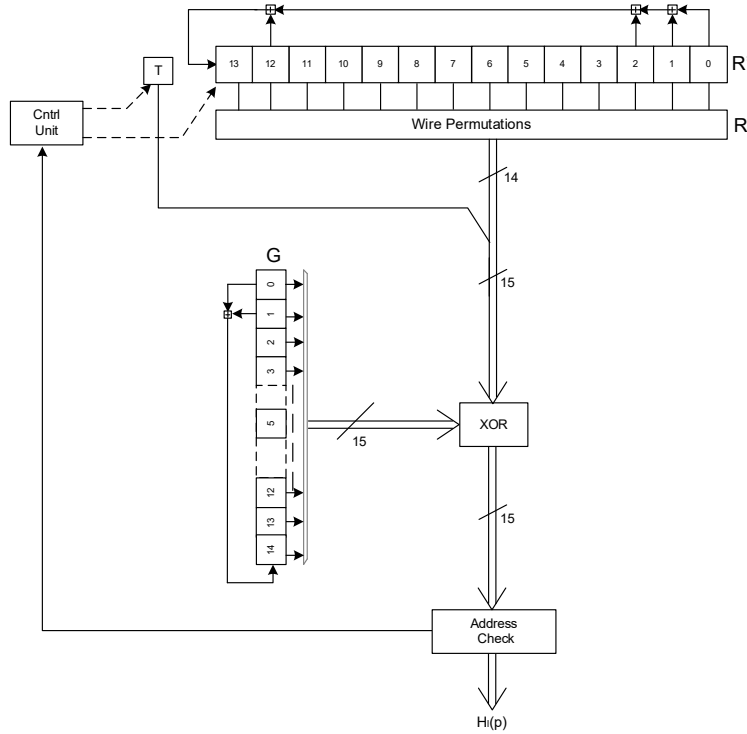 13 12 11 10 9 8 7 6 5 4 3 2 1 0 R
T
Cntrl
Unit
Wire Permutations R
14
G
15
0
1
2
3
5
12
13
14
15
XOR
15
Address
Check
Hl(p)